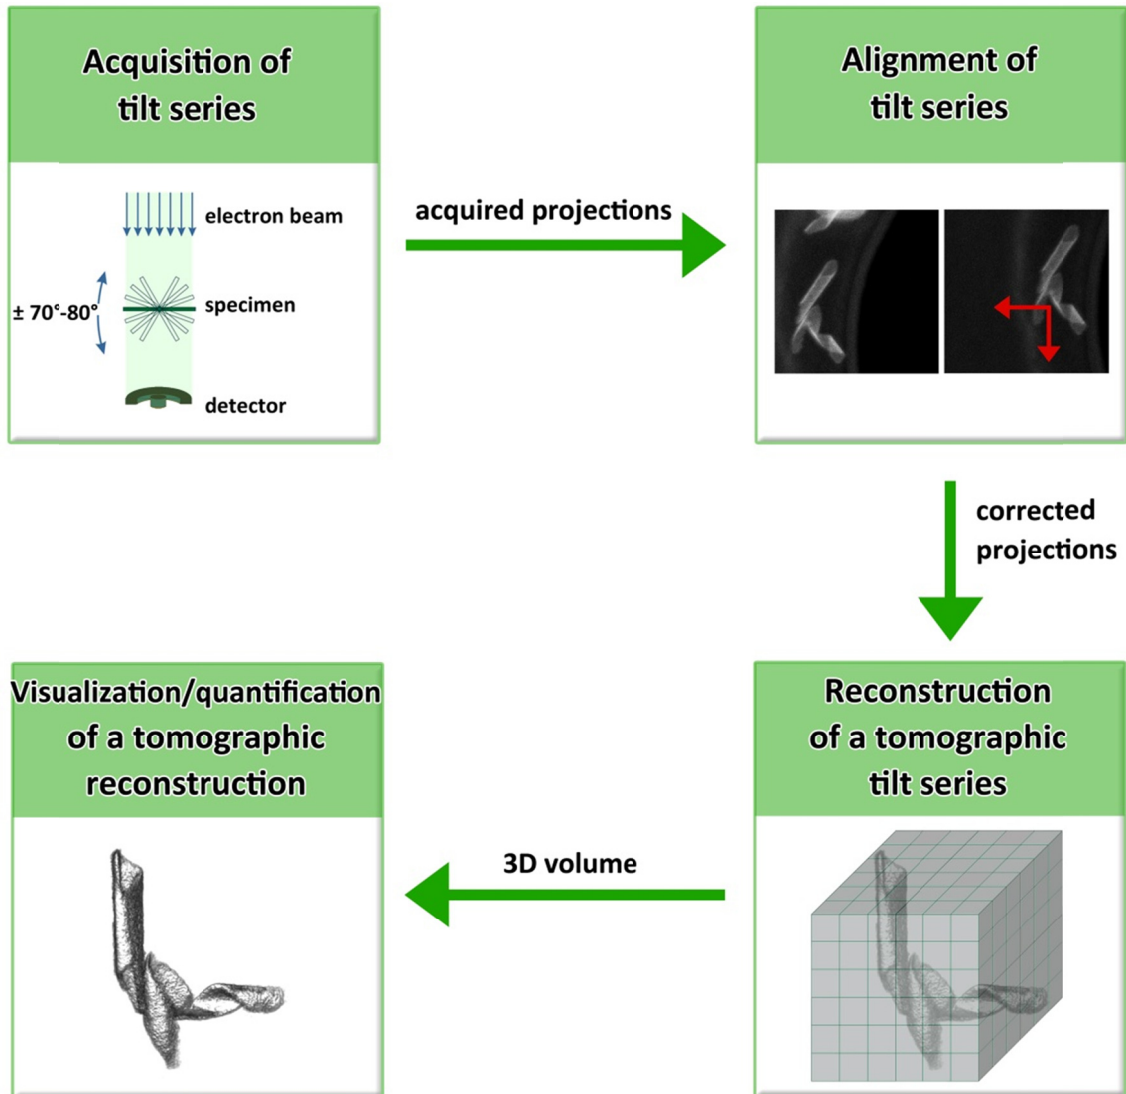 Acquisition of
tilt series
electron beam
± 70°-80°
specimen
detector
acquired projections
Alignment of
tilt series
corrected
projections
Reconstruction
of a tomographic
tilt series
3D volume
Visualization/quantification
of a tomographic
reconstruction